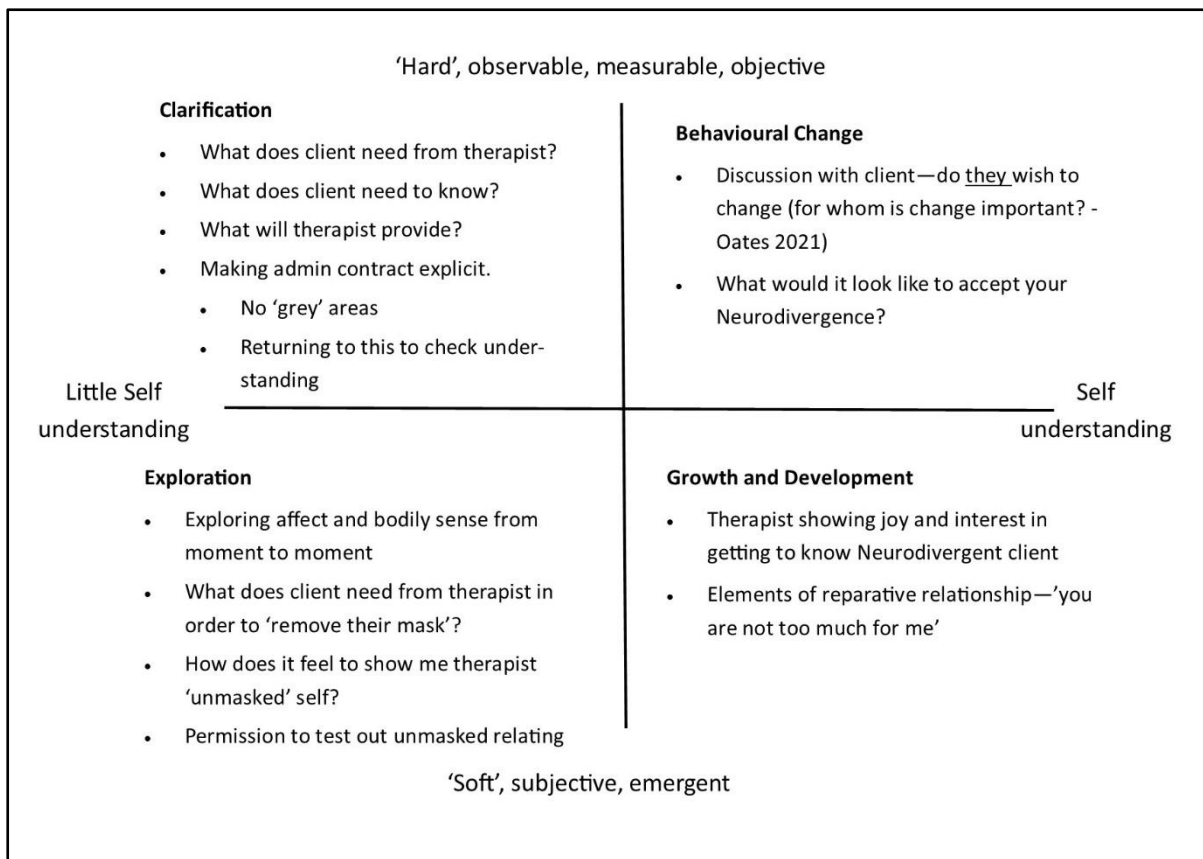 ‘Hard’, observable, measurable, objective
Clarification
• What does client need from therapist?
• What does client need to know?
• What will therapist provide?
• Making admin contract explicit.
• No ‘grey’ areas
• Returning to this to check under-
standing
Behavioural Change
• Discussion with client—do they wish to
change (for whom is change important? -
Oates 2021)
• What would it look like to accept your
Neurodivergence?
Little Self
understanding
Self
understanding
Exploration
• Exploring affect and bodily sense from
moment to moment
• What does client need from therapist in
order to ‘remove their mask’?
• How does it feel to show me therapist
‘unmasked’ self?
• Permission to test out unmasked relating
Growth and Development
• Therapist showing joy and interest in
getting to know Neurodivergent client
• Elements of reparative relationship—’you
are not too much for me’
‘Soft’, subjective, emergent